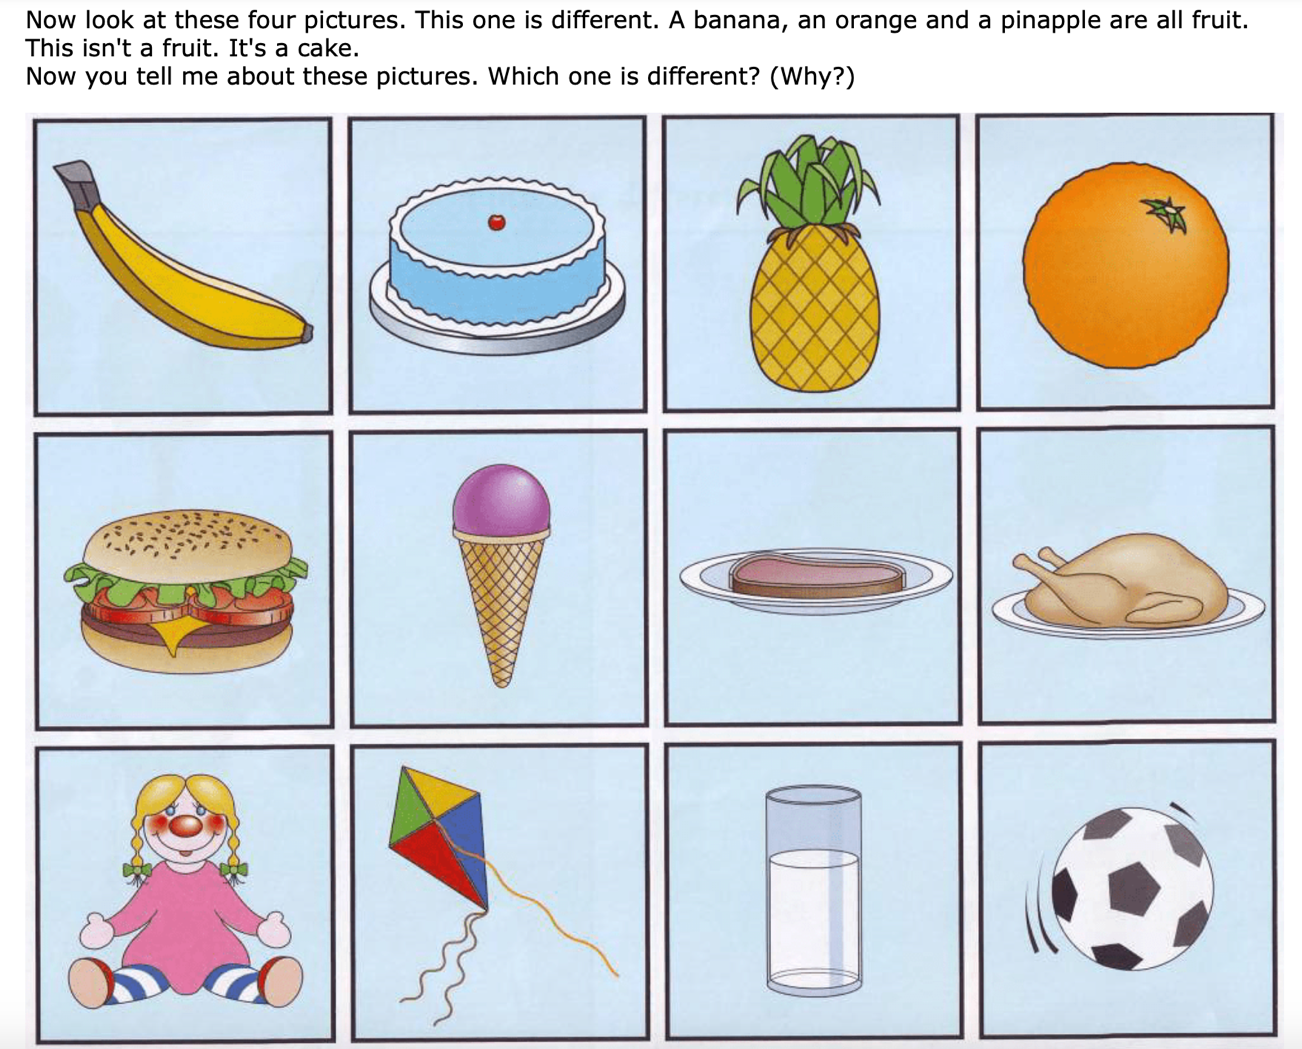 Now look at these four pictures. This one is different. A banana, an orange and a pinapple are all fruit.
This isn't a fruit. It's a cake.
Now you tell me about these pictures. Which one is different? (Why?)